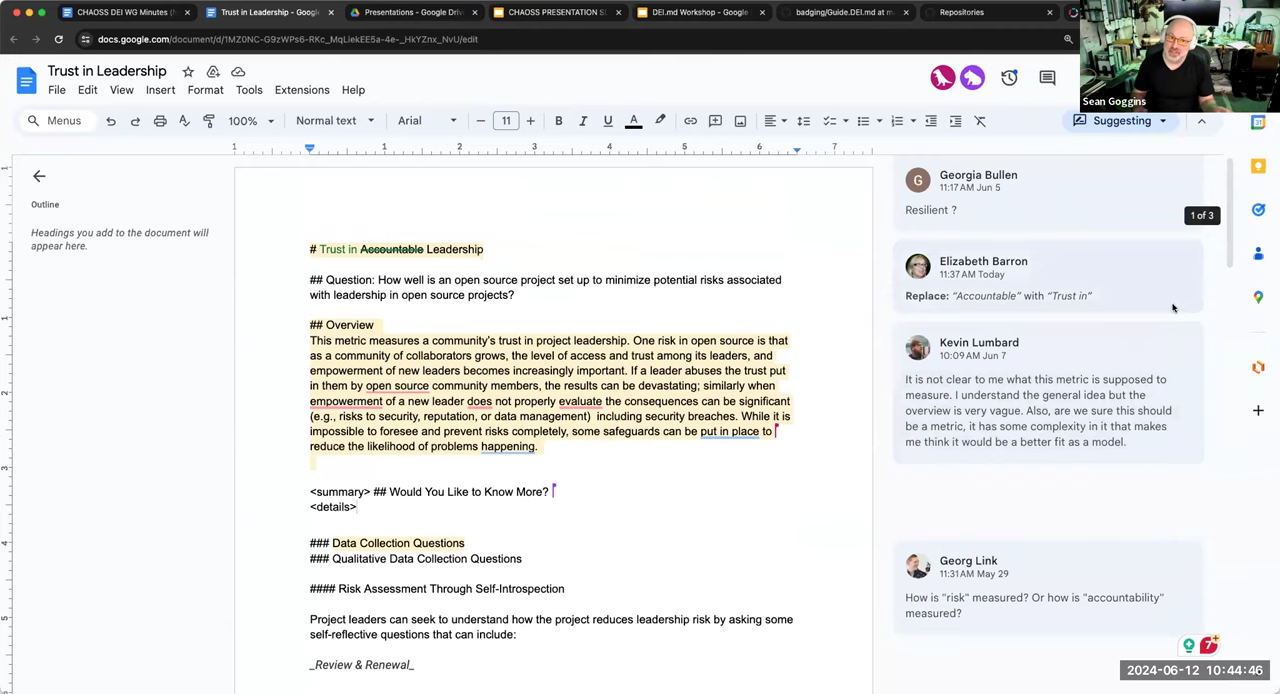 CHAOSS DEI WG Minutes (N
Trust in Leadership - Google
Presentations - Google Driv
CHAOSS PRESENTATION SL
DEI.md Workshop - Google
badging/Guide.DEI.md at m
Repositories
docs.google.com/document/d/1MZ0NC-G9zWPs6-RKc_MqLiekEE5a-4e-_HkYZnx_NvU/edit
Trust in Leadership
File Edit View Insert Format Tools Extensions Help
Sean Goggins
Menus 100% Normal text Arial 11 B I U A Suggesting
1 1 2 3 4 5 6 7
Outline
Headings you add to the document will
appear here.
# Trust in Accountable Leadership
## Question: How well is an open source project set up to minimize potential risks associated
with leadership in open source projects?
## Overview
This metric measures a community's trust in project leadership. One risk in open source is that
as a community of collaborators grows, the level of access and trust among its leaders, and
empowerment of new leaders becomes increasingly important. If a leader abuses the trust put
in them by open source community members, the results can be devastating; similarly when
empowerment of a new leader does not properly evaluate the consequences can be significant
(e.g., risks to security, reputation, or data management) including security breaches. While it is
impossible to foresee and prevent risks completely, some safeguards can be put in place to
reduce the likelihood of problems happening.
<summary> ## Would You Like to Know More?
<details>
### Data Collection Questions
### Qualitative Data Collection Questions
#### Risk Assessment Through Self-Introspection
Project leaders can seek to understand how the project reduces leadership risk by asking some
self-reflective questions that can include:
_Review & Renewal_
G
Georgia Bullen
11:17 AM Jun 5
Resilient ?
1 of 3
Elizabeth Barron
11:37 AM Today
Replace: "Accountable" with "Trust in"
Kevin Lumbard
10:09 AM Jun 7
It is not clear to me what this metric is supposed to
measure. I understand the general idea but the
overview is very vague. Also, are we sure this should
be a metric, it has some complexity in it that makes
me think it would be a better fit as a model.
Georg Link
11:31 AM May 29
How is "risk" measured? Or how is "accountability"
measured?
7
2024-06-12 10:44:46